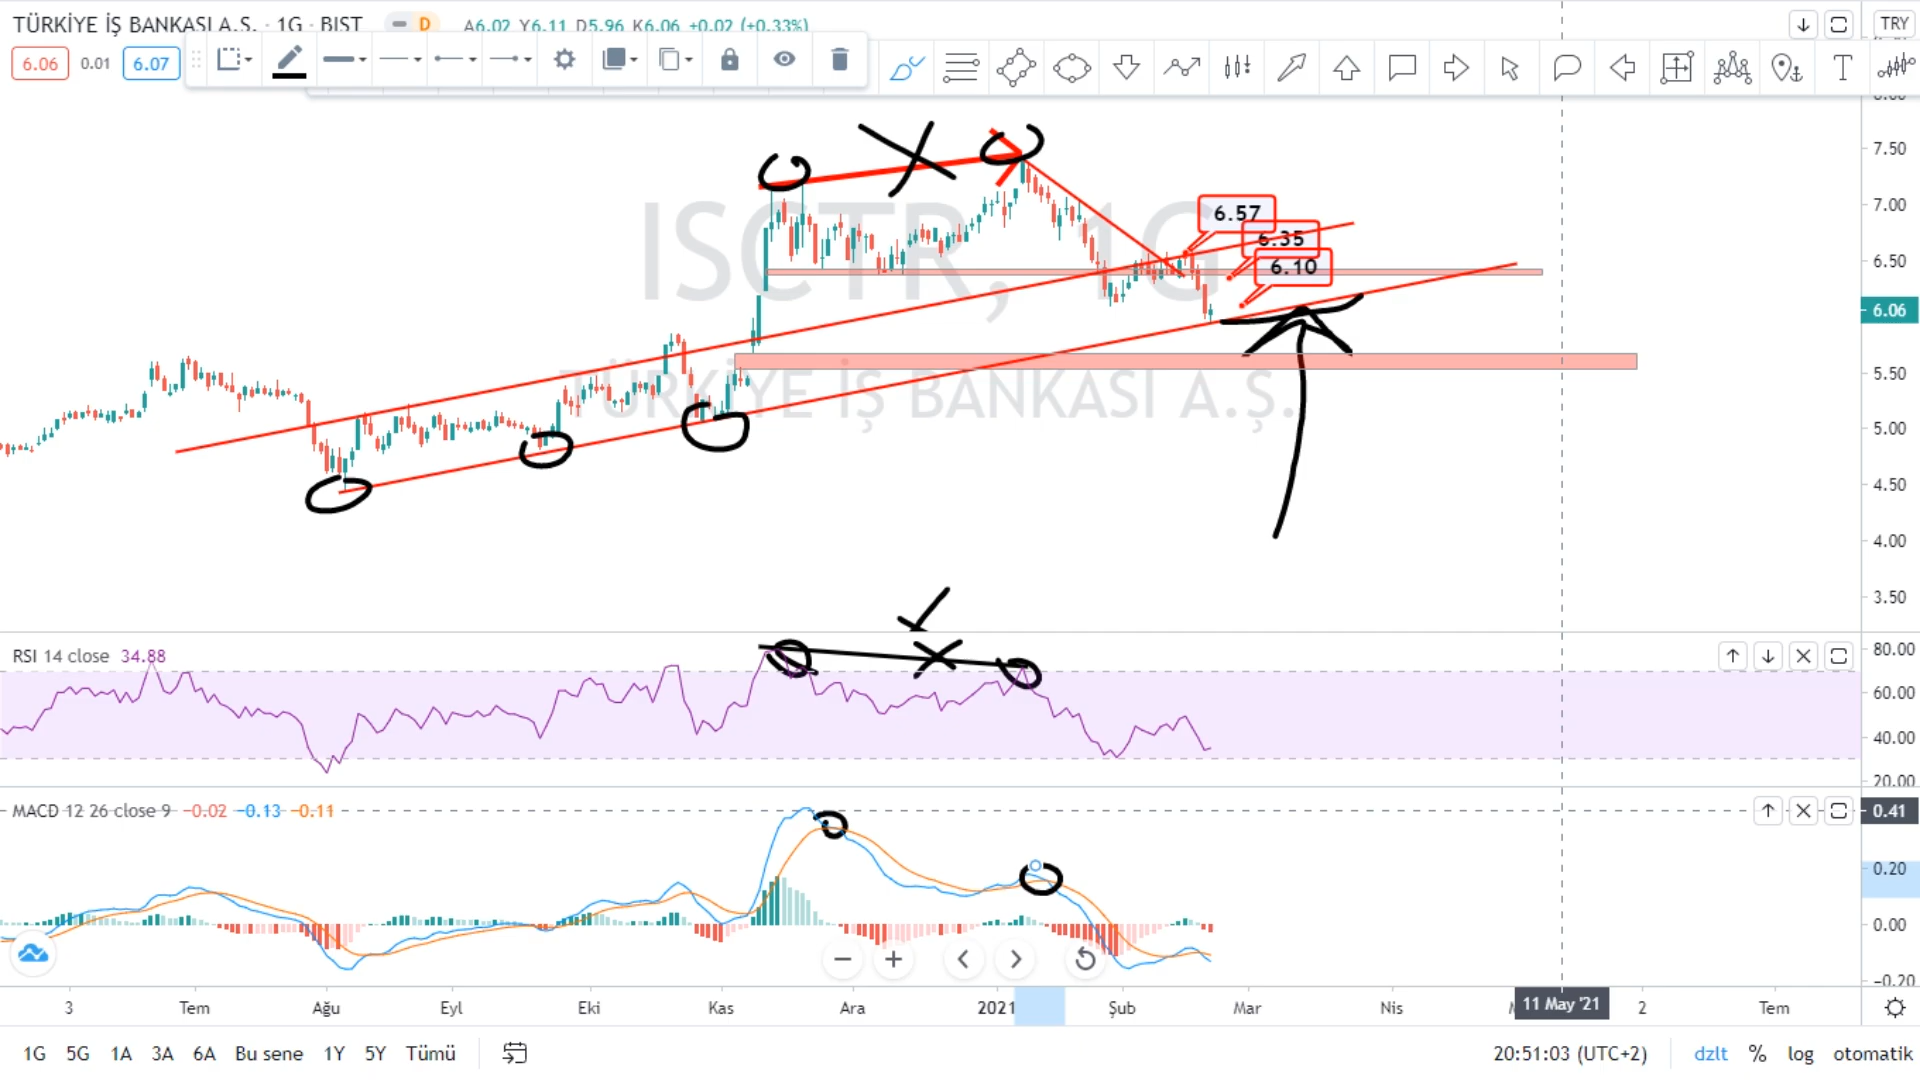 TÜRKİYE İŞ BANKASI A.Ş. · 1G · BIST
D
A6.02 Y6.11 D5.96 K6.06 +0.02 (+0.33%)
TRY
6.06 0.01 6.07
T
7.50
7.00
6.50
6.06
5.50
5.00
4.50
4.00
3.50
ISCTR, 1G
TÜRKİYE İŞ BANKASI A.Ş.
6.57
6.35
6.10
RSI 14 close 34.88
80.00
60.00
40.00
20.00
MACD 12 26 close 9 −0.02 −0.13 −0.11
0.41
0.20
0.00
−0.20
3 Tem Ağu Eyl Eki Kas Ara 2021 Şub Mar Nis 11 May '21 2 Tem
1G 5G 1A 3A 6A Bu sene 1Y 5Y Tümü
20:51:03 (UTC+2) dzlt % log otomatik